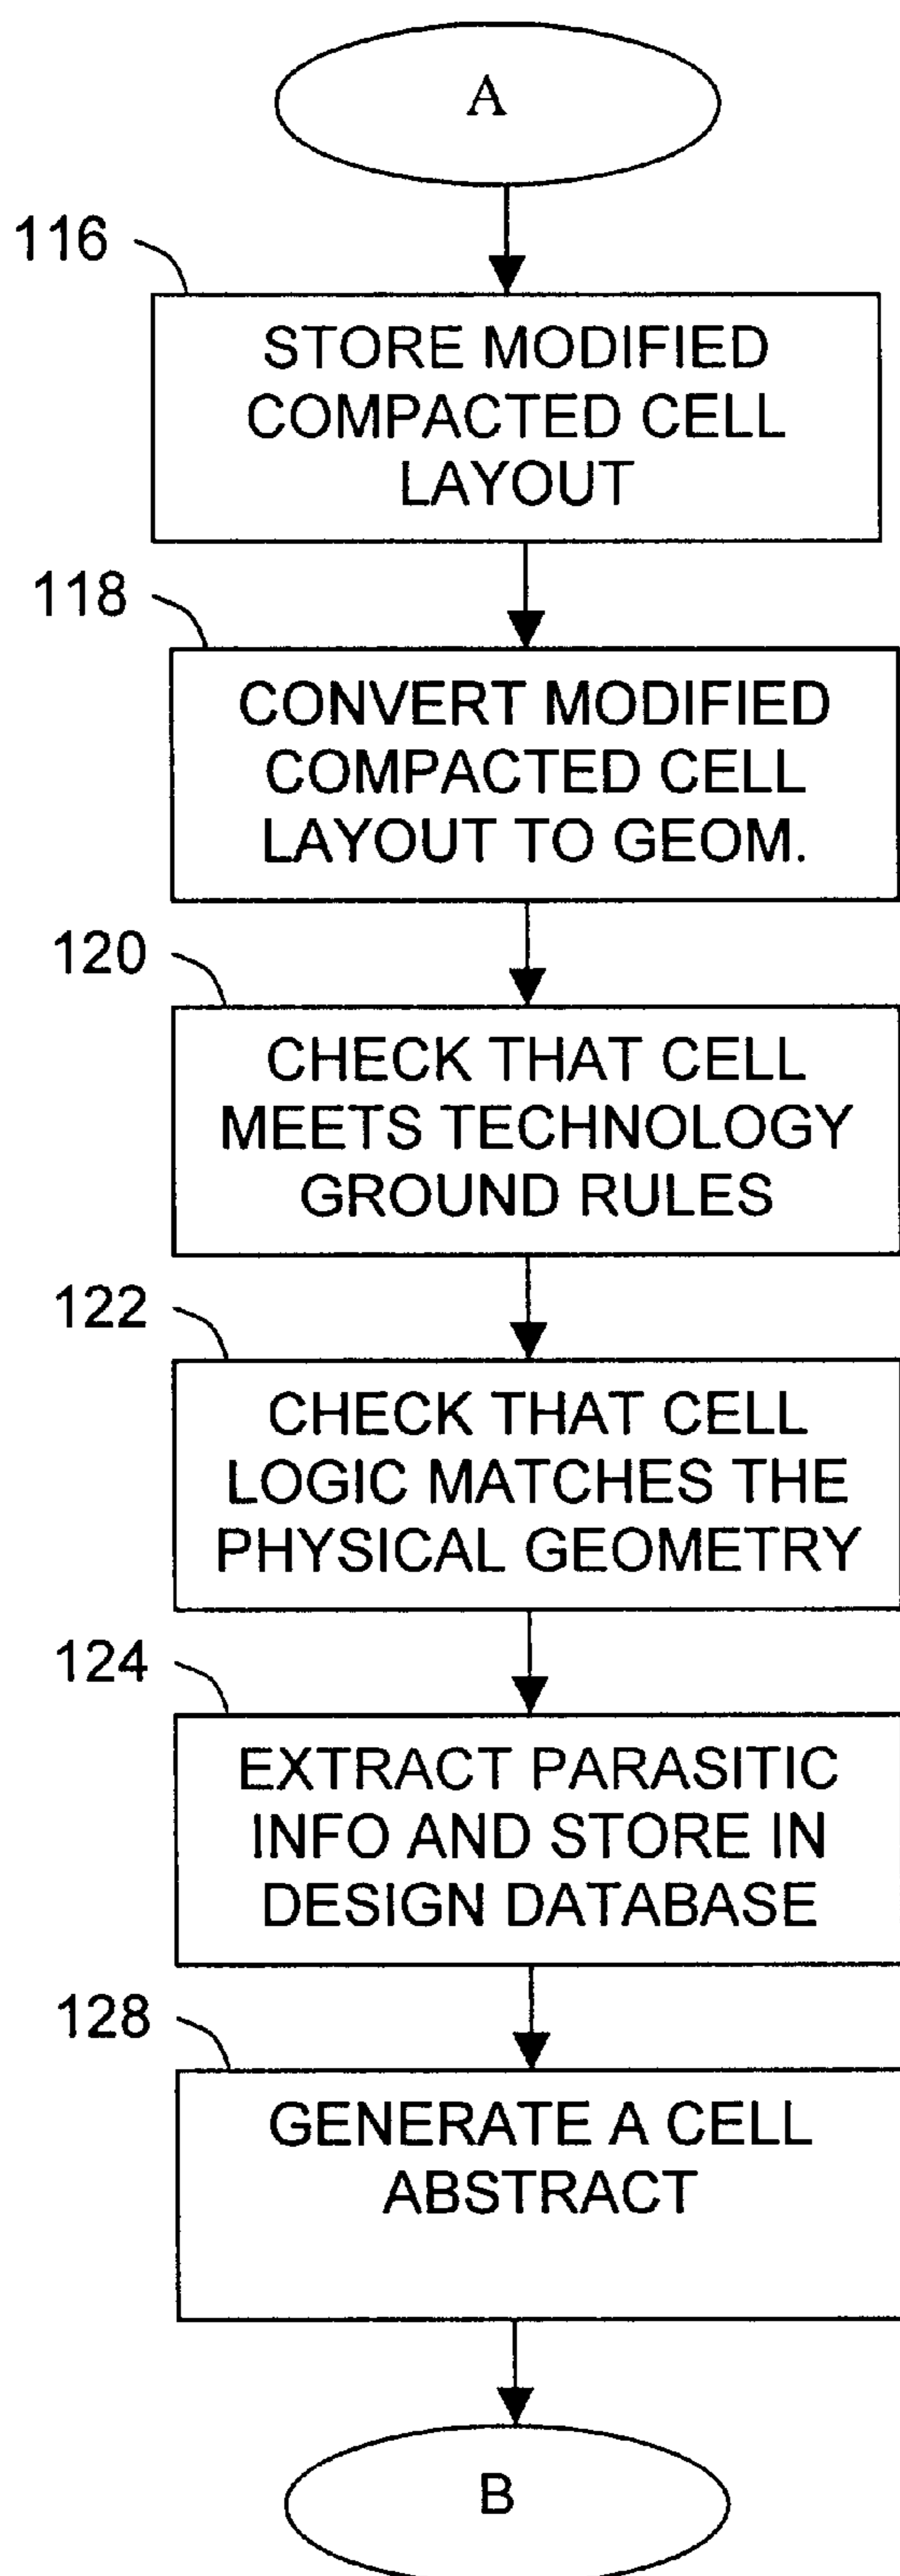 A
116
STORE MODIFIED
COMPACTED CELL
LAYOUT
118
CONVERT MODIFIED
COMPACTED CELL
LAYOUT TO GEOM.
120
CHECK THAT CELL
MEETS TECHNOLOGY
GROUND RULES
122
CHECK THAT CELL
LOGIC MATCHES THE
PHYSICAL GEOMETRY
124
EXTRACT PARASITIC
INFO AND STORE IN
DESIGN DATABASE
128
GENERATE A CELL
ABSTRACT
B